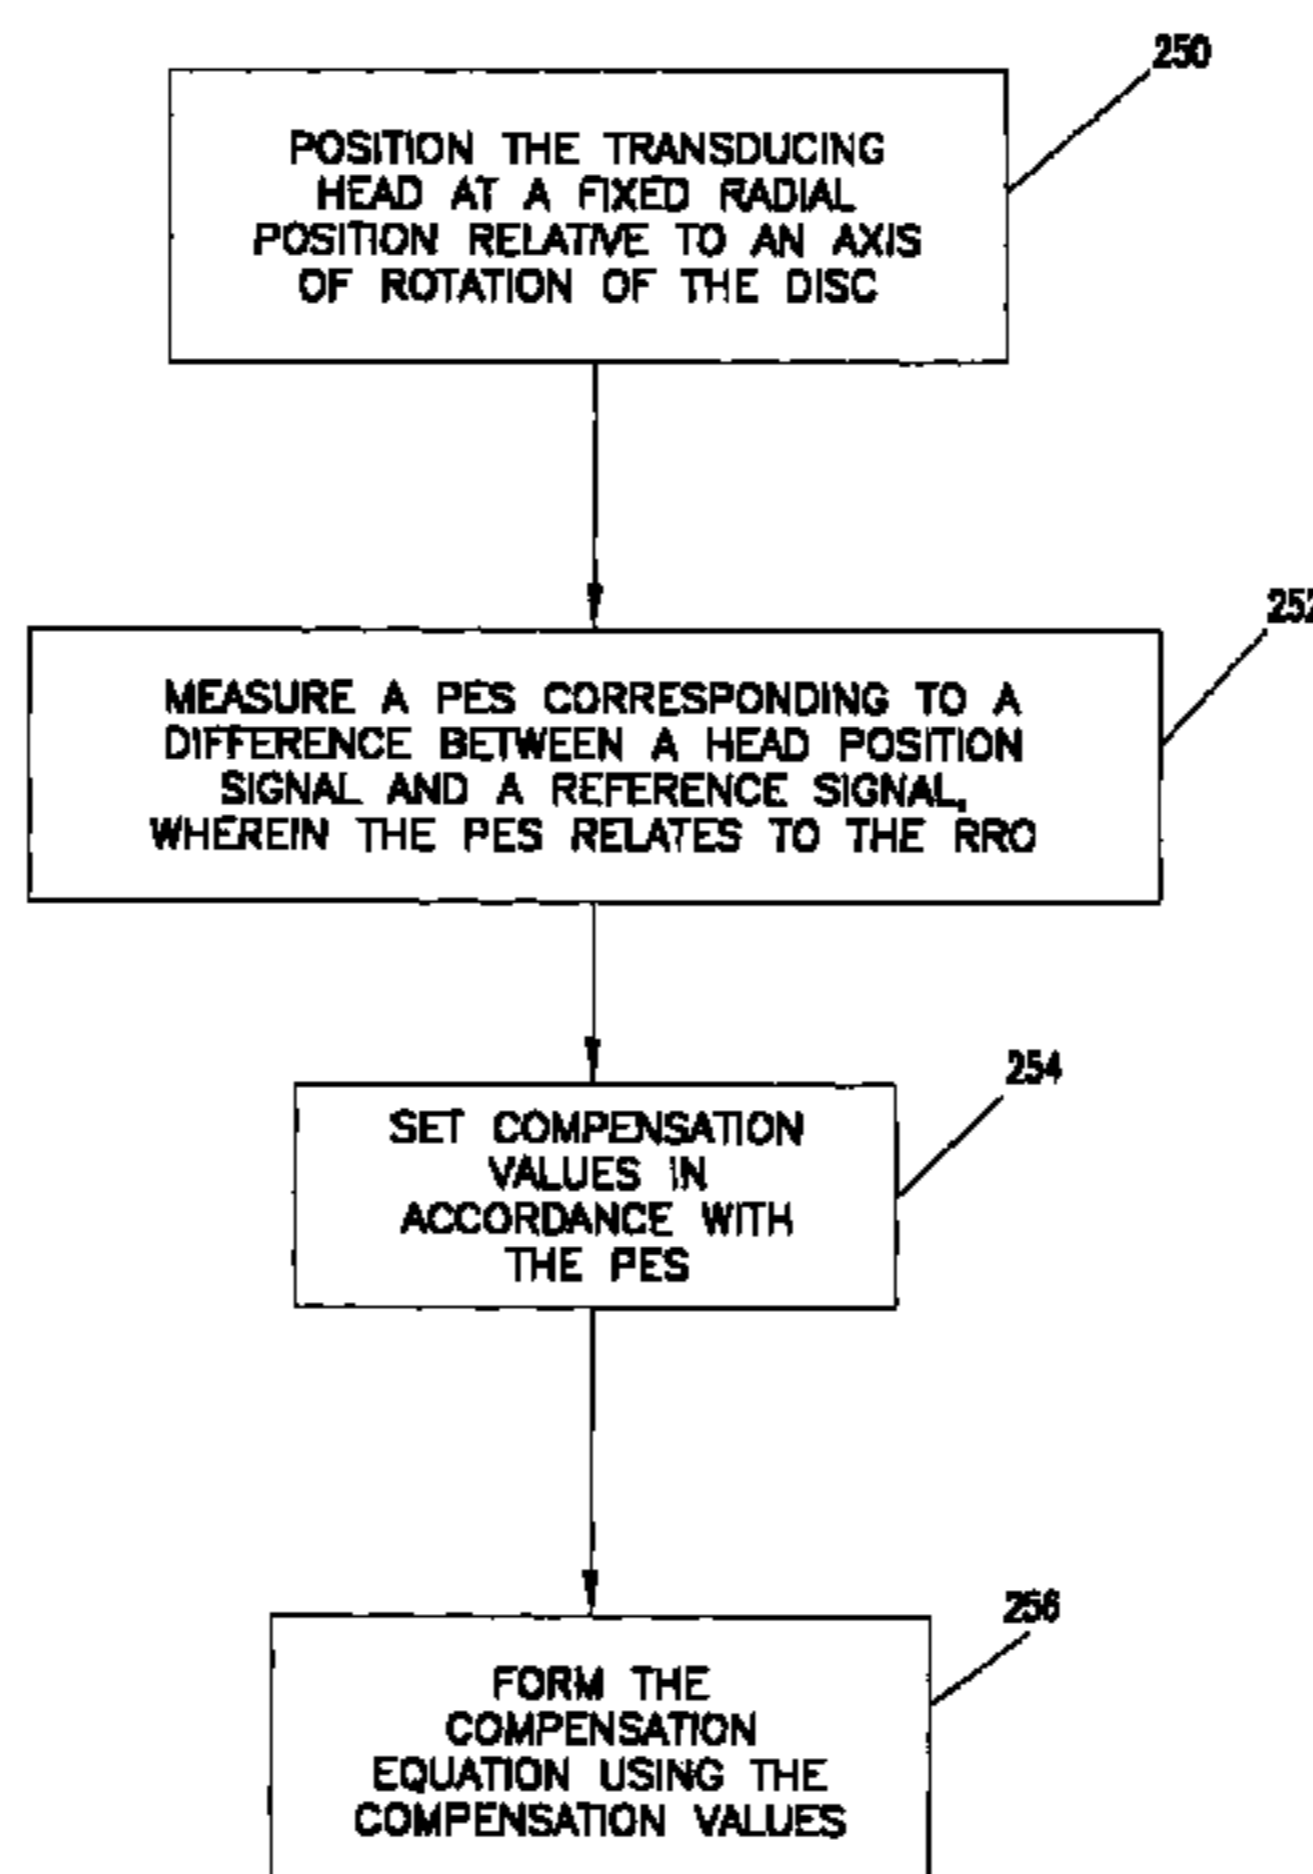 250
POSITION THE TRANSDUCING
HEAD AT A FIXED RADIAL
POSITION RELATIVE TO AN AXIS
OF ROTATION OF THE DISC
252
MEASURE A PES CORRESPONDING TO A
DIFFERENCE BETWEEN A HEAD POSITION
SIGNAL AND A REFERENCE SIGNAL,
WHEREIN THE PES RELATES TO THE RRO
254
SET COMPENSATION
VALUES IN
ACCORDANCE WITH
THE PES
256
FORM THE
COMPENSATION
EQUATION USING THE
COMPENSATION VALUES